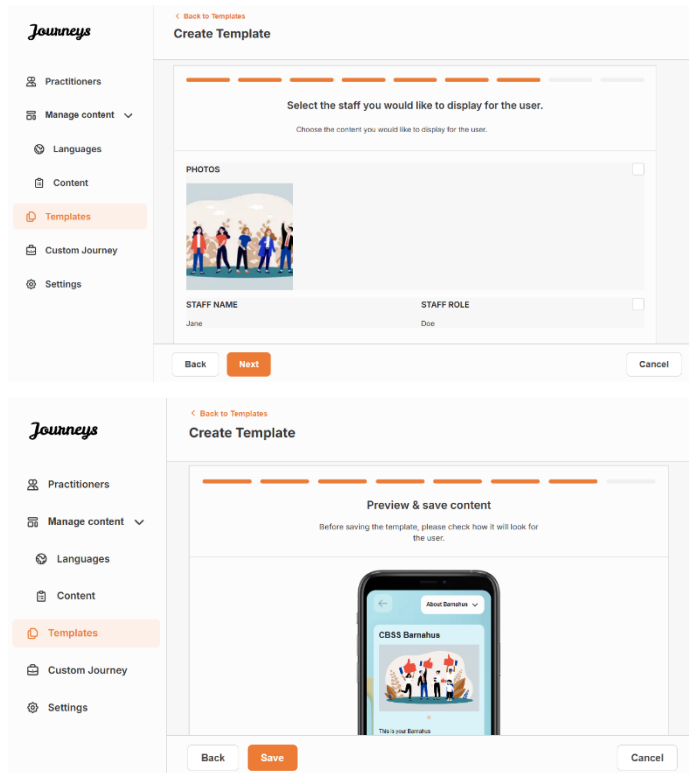 Journeys
Back to Templates
Create Template
Practitioners
Manage content
Languages
Content
Templates
Custom Journey
Settings
Select the staff you would like to display for the user.
Choose the content you would like to display for the user.
PHOTOS
STAFF NAME STAFF ROLE
Jane Doe
Back Next Cancel
Journeys
Back to Templates
Create Template
Practitioners
Manage content
Languages
Content
Templates
Custom Journey
Settings
Preview & save content
Before saving the template, please check how it will look for
the user.
About Barnahus
CBSS Barnahus
This is your Barnahus
Back Save Cancel